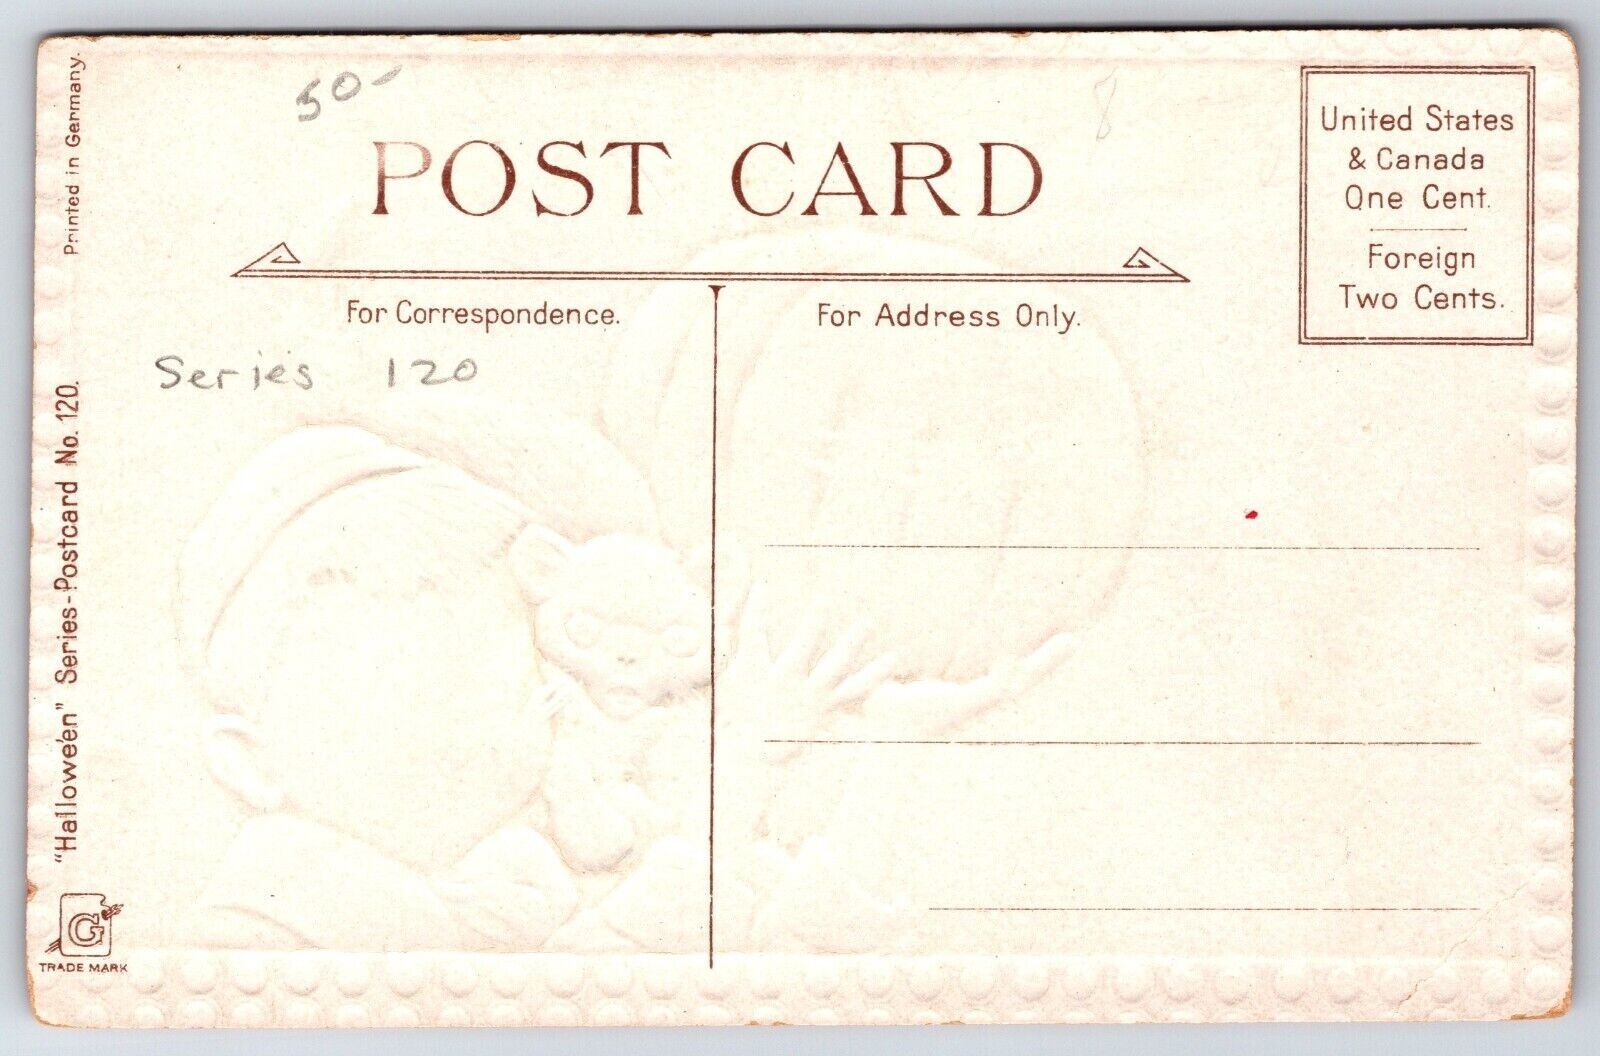 50-
8
POST CARD
United States
& Canada
One Cent.
Foreign
Two Cents.
For Correspondence.
For Address Only.
Series 120
Printed in Germany.
"Hallowe'en" Series-Postcard No. 120.
G
TRADE MARK